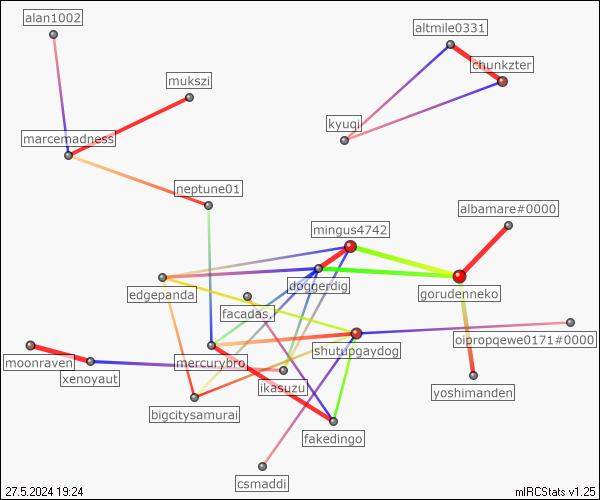 alan1002
altmile0331
chunkzter
mukszi
kyuqi
marcemadness
neptune01
albamare#0000
mingus4742
doggerdig
edgepanda
gorudenneko
facadas,
oipropqewe0171#0000
shutupgaydog
moonraven
mercurybro
xenoyaut
ikasuzu
yoshimanden
bigcitysamurai
fakedingo
csmaddi
27.5.2024 19:24
mIRCStats v1.25